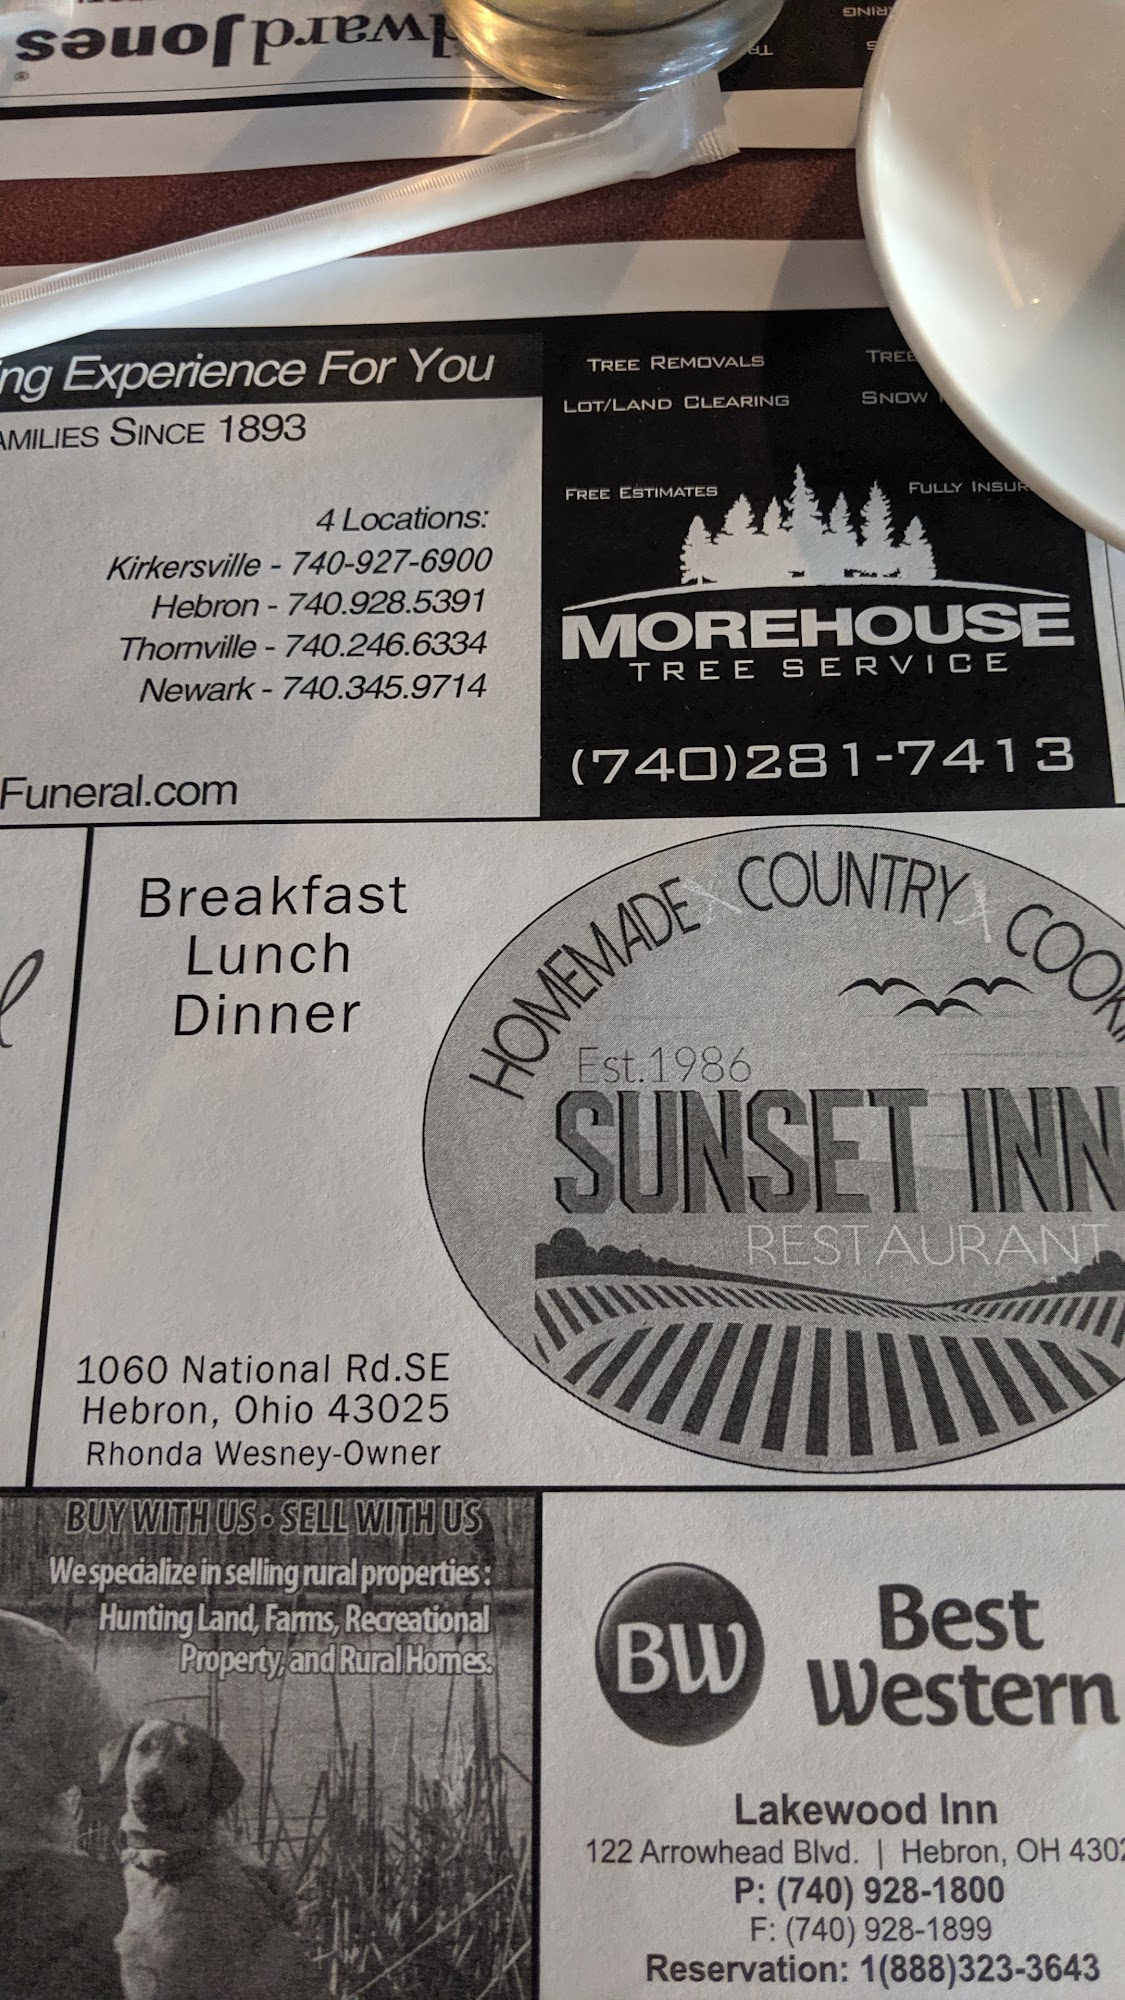 Edward Jones
TREE REMOVALS
LOT/LAND CLEARING
SNOW
FREE ESTIMATES
FULLY
MOREHOUSE
TREE SERVICE
(740)281-7413
Experience For You
SINCE 1893
4 Locations:
Kirkersville - 740-927-6900
Hebron - 740.928.5391
Thornville - 740.246.6334
Newark - 740.345.9714
Funeral.com
Breakfast
Lunch
Dinner
HOMEMADE COUNTRY
Est.1986
SUNSET INN
RESTAURANT
1060 National Rd.SE
Hebron, Ohio 43025
Rhonda Wesney-Owner
BUY WITH US • SELL WITH US
We specialize in selling rural properties:
Hunting Land, Farms, Recreational
Property, and Rural Homes.
BW
Best
Western
Lakewood Inn
122 Arrowhead Blvd. | Hebron, OH
P: (740) 928-1800
F: (740) 928-1899
Reservation: 1(888)323-3643